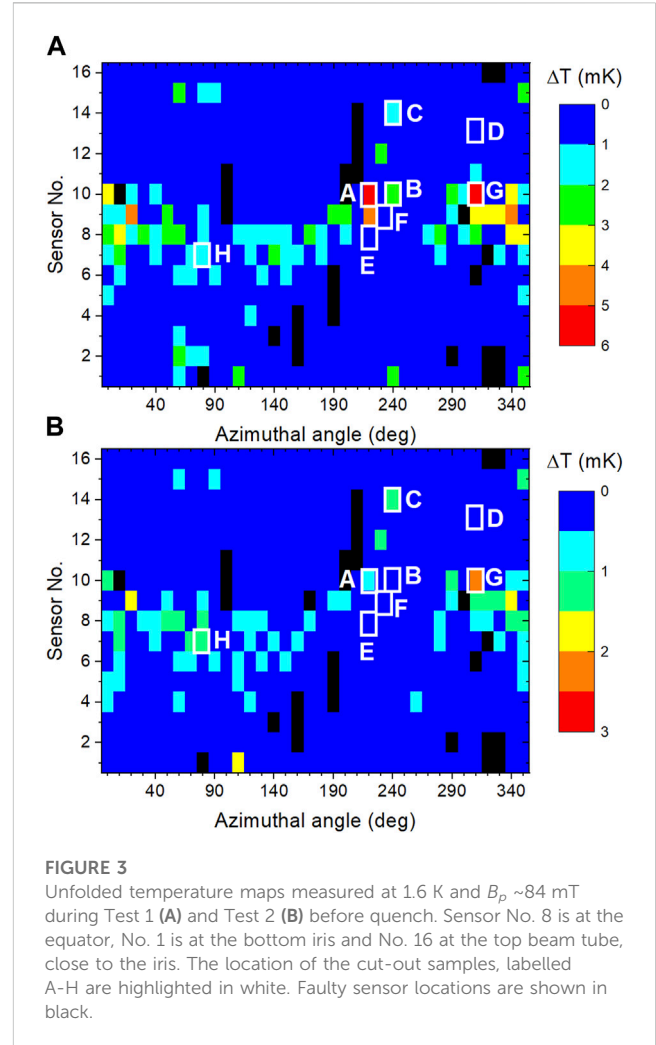 A
ΔT (mK)
16
14
12
10
8
6
4
2
Sensor No.
C
D
A
B
G
F
E
H
0
1
2
3
4
5
6
40 90 140 190 240 290 340
Azimuthal angle (deg)
B
ΔT (mK)
16
14
12
10
8
6
4
2
Sensor No.
C
D
A
B
G
F
E
H
0
1
2
3
40 90 140 190 240 290 340
Azimuthal angle (deg)
FIGURE 3
Unfolded temperature maps measured at 1.6 K and Bp ~84 mT
during Test 1 (A) and Test 2 (B) before quench. Sensor No. 8 is at the
equator, No. 1 is at the bottom iris and No. 16 at the top beam tube,
close to the iris. The location of the cut-out samples, labelled
A-H are highlighted in white. Faulty sensor locations are shown in
black.